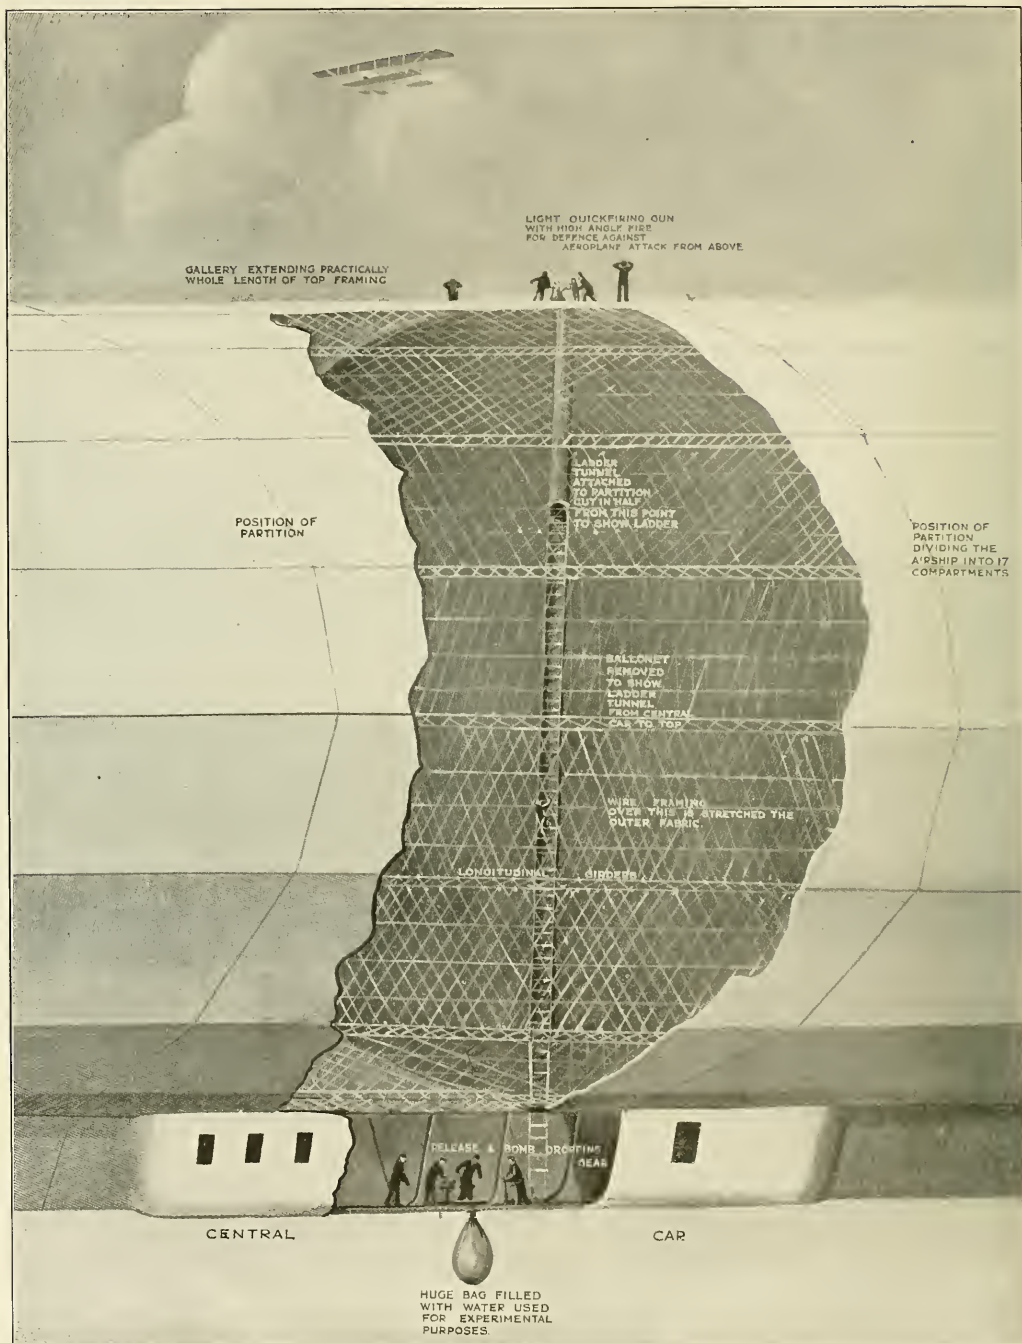 LIGHT QUICKFIRING GUN
WITH HIGH ANGLE FIRE
FOR DEFENCE AGAINST
AEROPLANE ATTACK FROM ABOVE
GALLERY EXTENDING PRACTICALLY
WHOLE LENGTH OF TOP FRAMING
LADDER
TUNNEL
ATTACHED
TO PARTITION
CUT IN HALF
FROM THIS POINT
TO SHOW LADDER
POSITION OF
PARTITION
POSITION OF
PARTITION
DIVIDING THE
AIRSHIP INTO 17
COMPARTMENTS
BALLONET
REMOVED
TO SHOW
LADDER
TUNNEL
FROM CENTRAL
CAR TO TOP
WIRE FRAMING
OVER THIS IS STRETCHED THE
OUTER FABRIC.
LONGITUDINAL GIRDERS
RELEASE & BOMB DROPPING
GEAR
CENTRAL CAR
HUGE BAG FILLED
WITH WATER USED
FOR EXPERIMENTAL
PURPOSES.